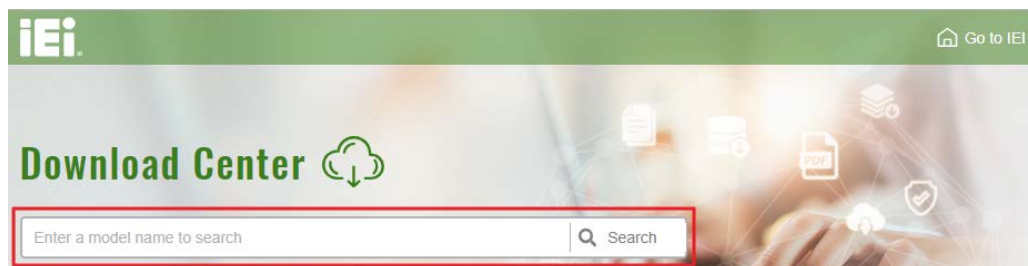 iEi
Go to IEI
PDF
Download Center
Enter a model name to search
Search